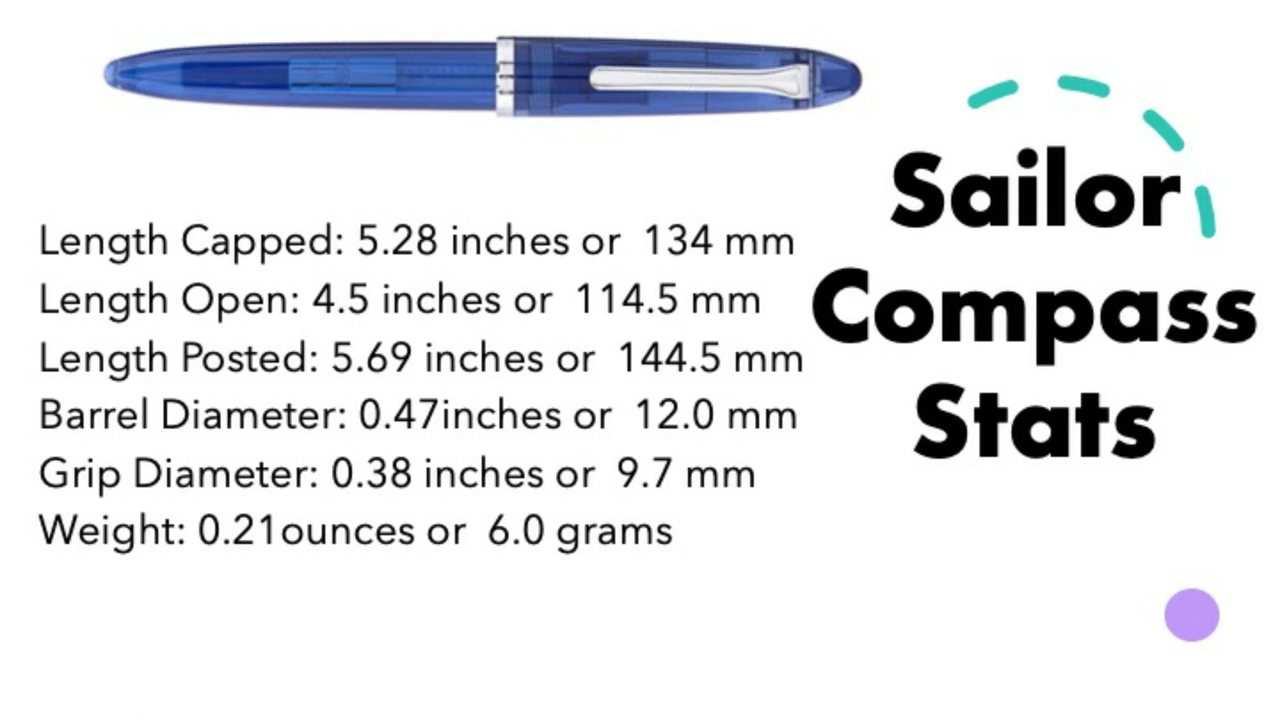 Sailor
Compass
Stats
Length Capped: 5.28 inches or  134 mm
Length Open: 4.5 inches or  114.5 mm
Length Posted: 5.69 inches or  144.5 mm
Barrel Diameter: 0.47inches or  12.0 mm
Grip Diameter: 0.38 inches or  9.7 mm
Weight: 0.21ounces or  6.0 grams